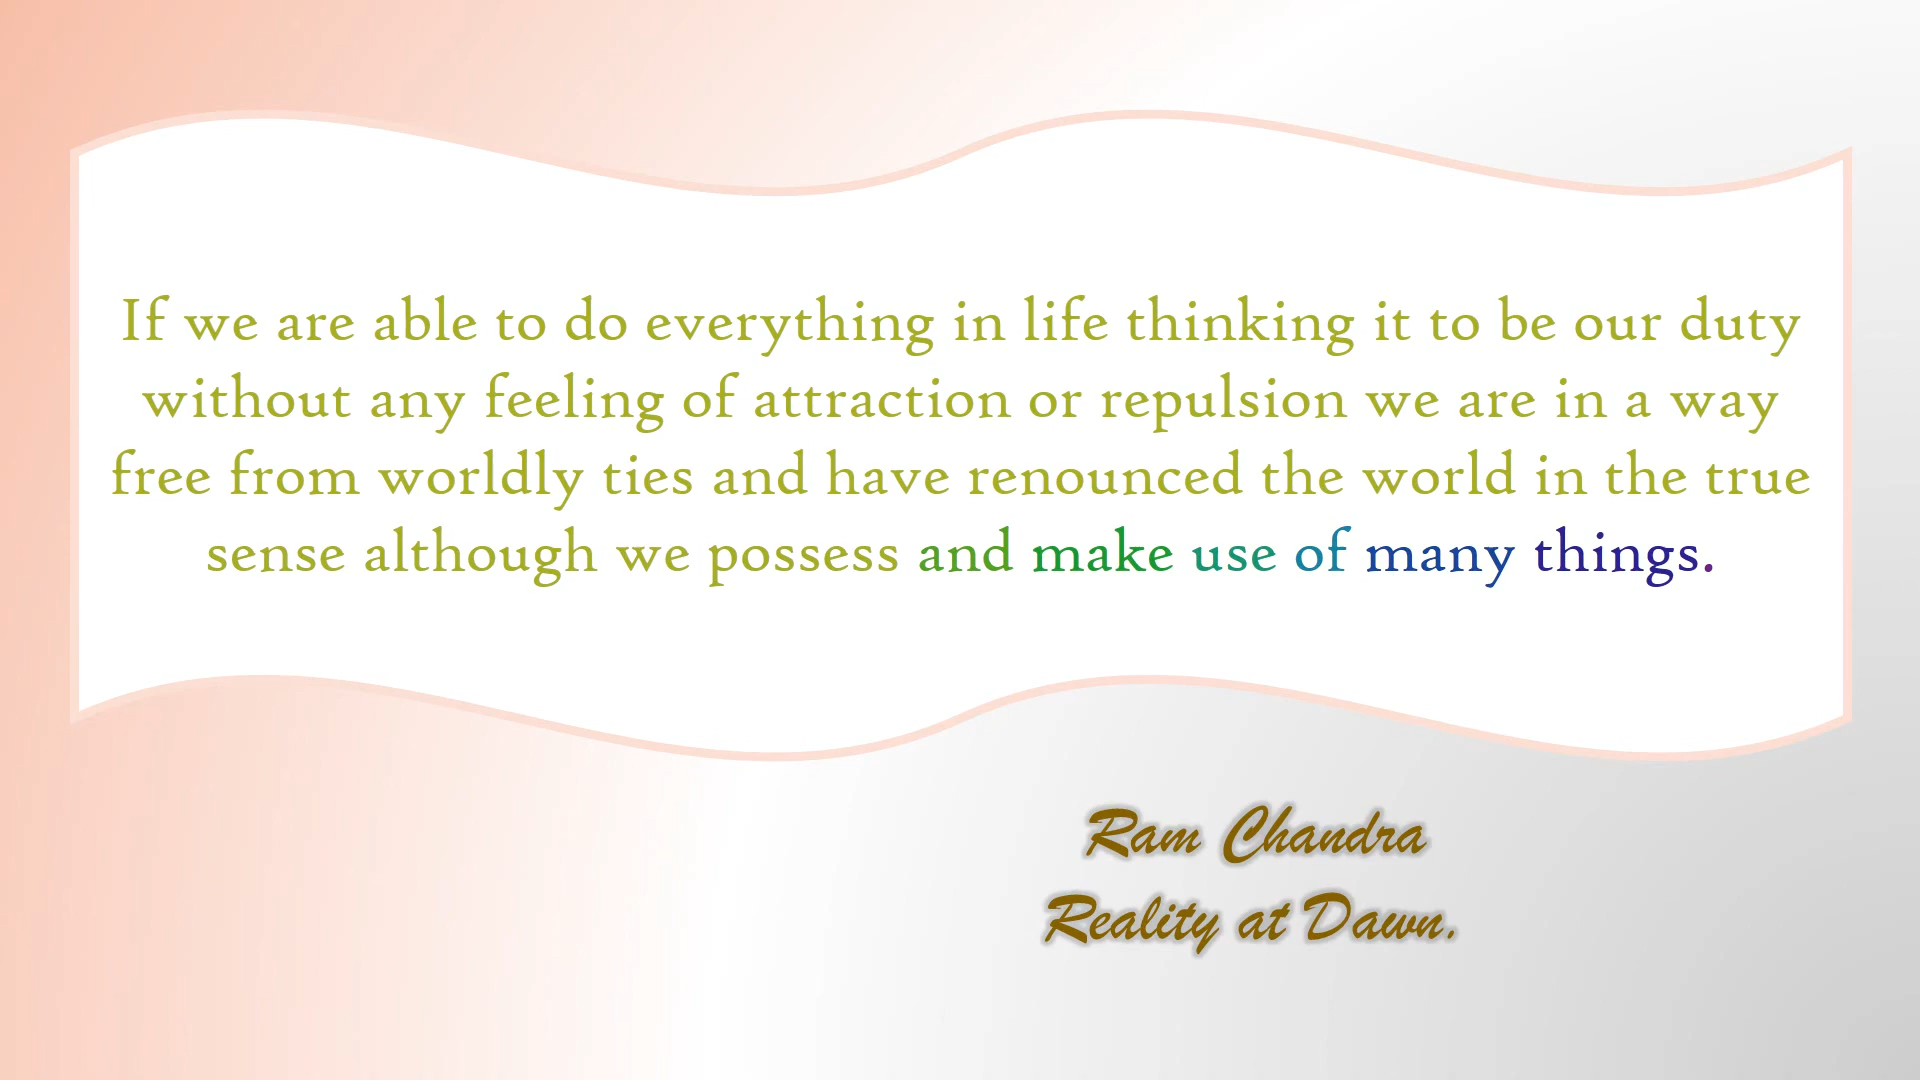 If we are able to do everything in life thinking it to be our duty
without any feeling of attraction or repulsion we are in a way
free from worldly ties and have renounced the world in the true
sense although we possess and make use of many things.
Ram Chandra
Reality at Dawn.